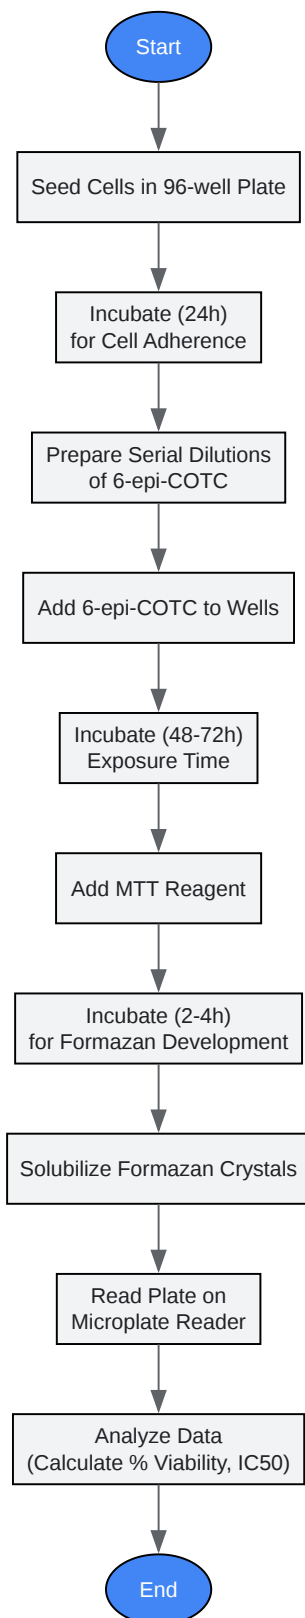 Start
Seed Cells in 96-well Plate
Incubate (24h)
for Cell Adherence
Prepare Serial Dilutions
of 6-epi-COTC
Add 6-epi-COTC to Wells
Incubate (48-72h)
Exposure Time
Add MTT Reagent
Incubate (2-4h)
for Formazan Development
Solubilize Formazan Crystals
Read Plate on
Microplate Reader
Analyze Data
(Calculate % Viability, IC50)
End